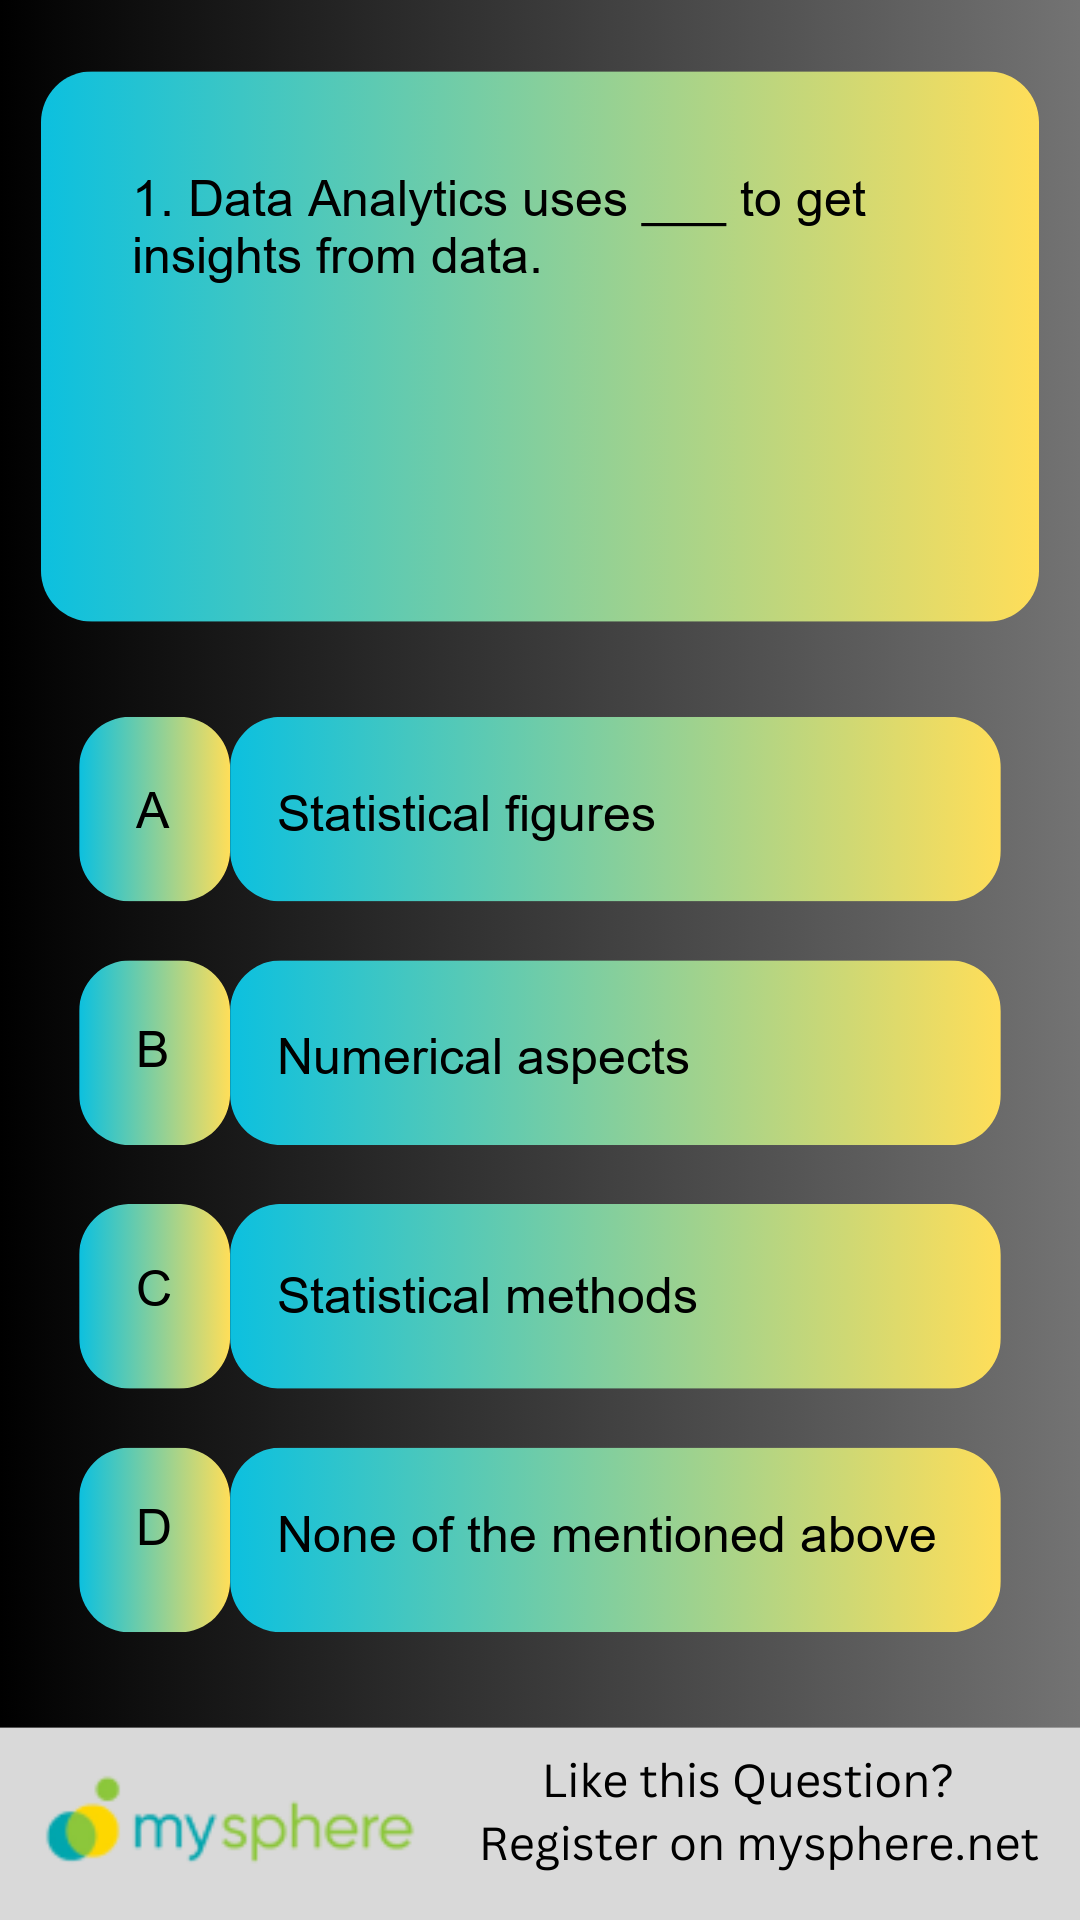 1. Data Analytics uses ___ to get
insights from data.
A
Statistical figures
B
Numerical aspects
C
Statistical methods
D
None of the mentioned above
mysphere
Like this Question?
Register on mysphere.net